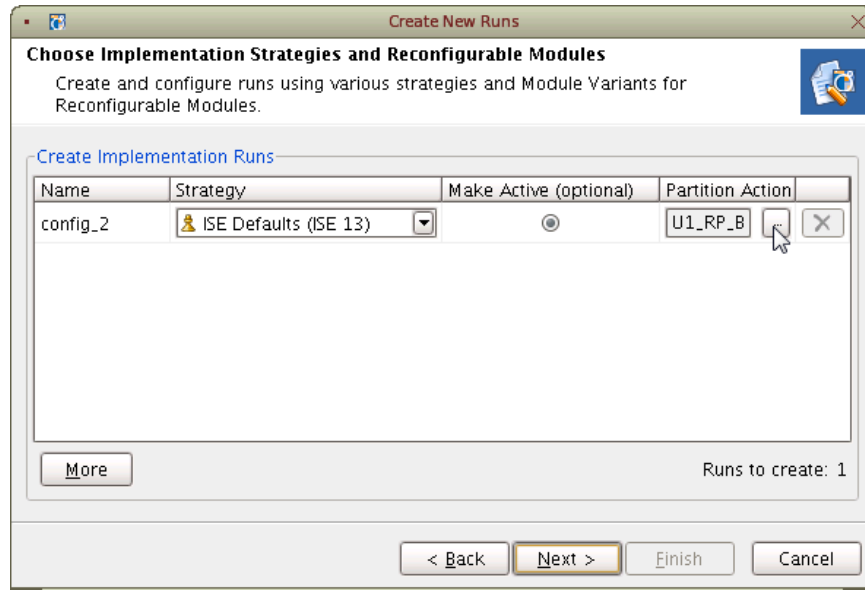 Create New Runs
Choose Implementation Strategies and Reconfigurable Modules
Create and configure runs using various strategies and Module Variants for
Reconfigurable Modules.
Create Implementation Runs
Name Strategy Make Active (optional) Partition Action
config_2 ISE Defaults (ISE 13) U1_RP_B ...
More Runs to create: 1
< Back Next > Finish Cancel